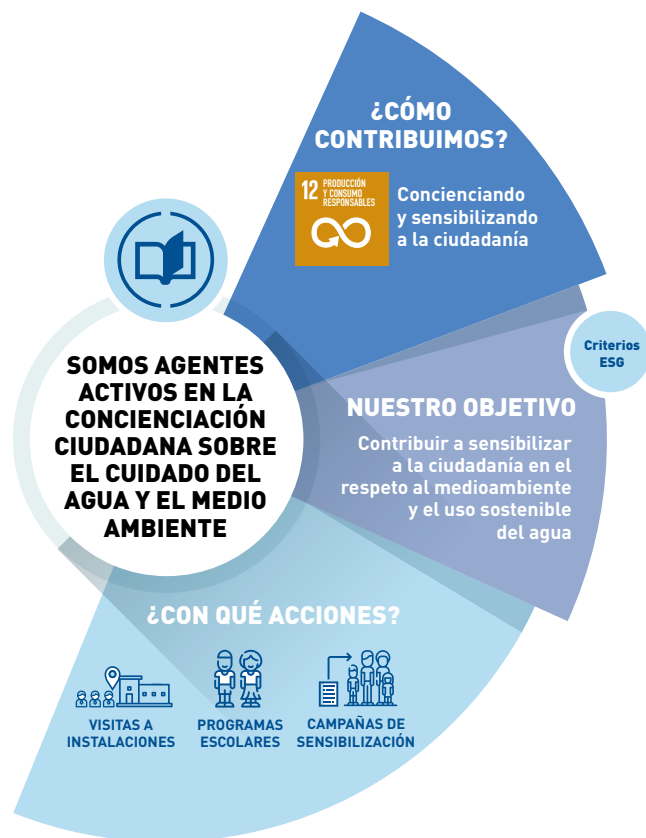 ¿CÓMO
CONTRIBUIMOS?
12 PRODUCCIÓN
Y CONSUMO
RESPONSABLES
Concienciando
y sensibilizando
a la ciudadanía
Criterios
ESG
SOMOS AGENTES
ACTIVOS EN LA
CONCIENCIACIÓN
CIUDADANA SOBRE
EL CUIDADO DEL
AGUA Y EL MEDIO
AMBIENTE
NUESTRO OBJETIVO
Contribuir a sensibilizar
a la ciudadanía en el
respeto al medioambiente
y el uso sostenible
del agua
¿CON QUÉ ACCIONES?
VISITAS A
INSTALACIONES
PROGRAMAS
ESCOLARES
CAMPAÑAS DE
SENSIBILIZACIÓN